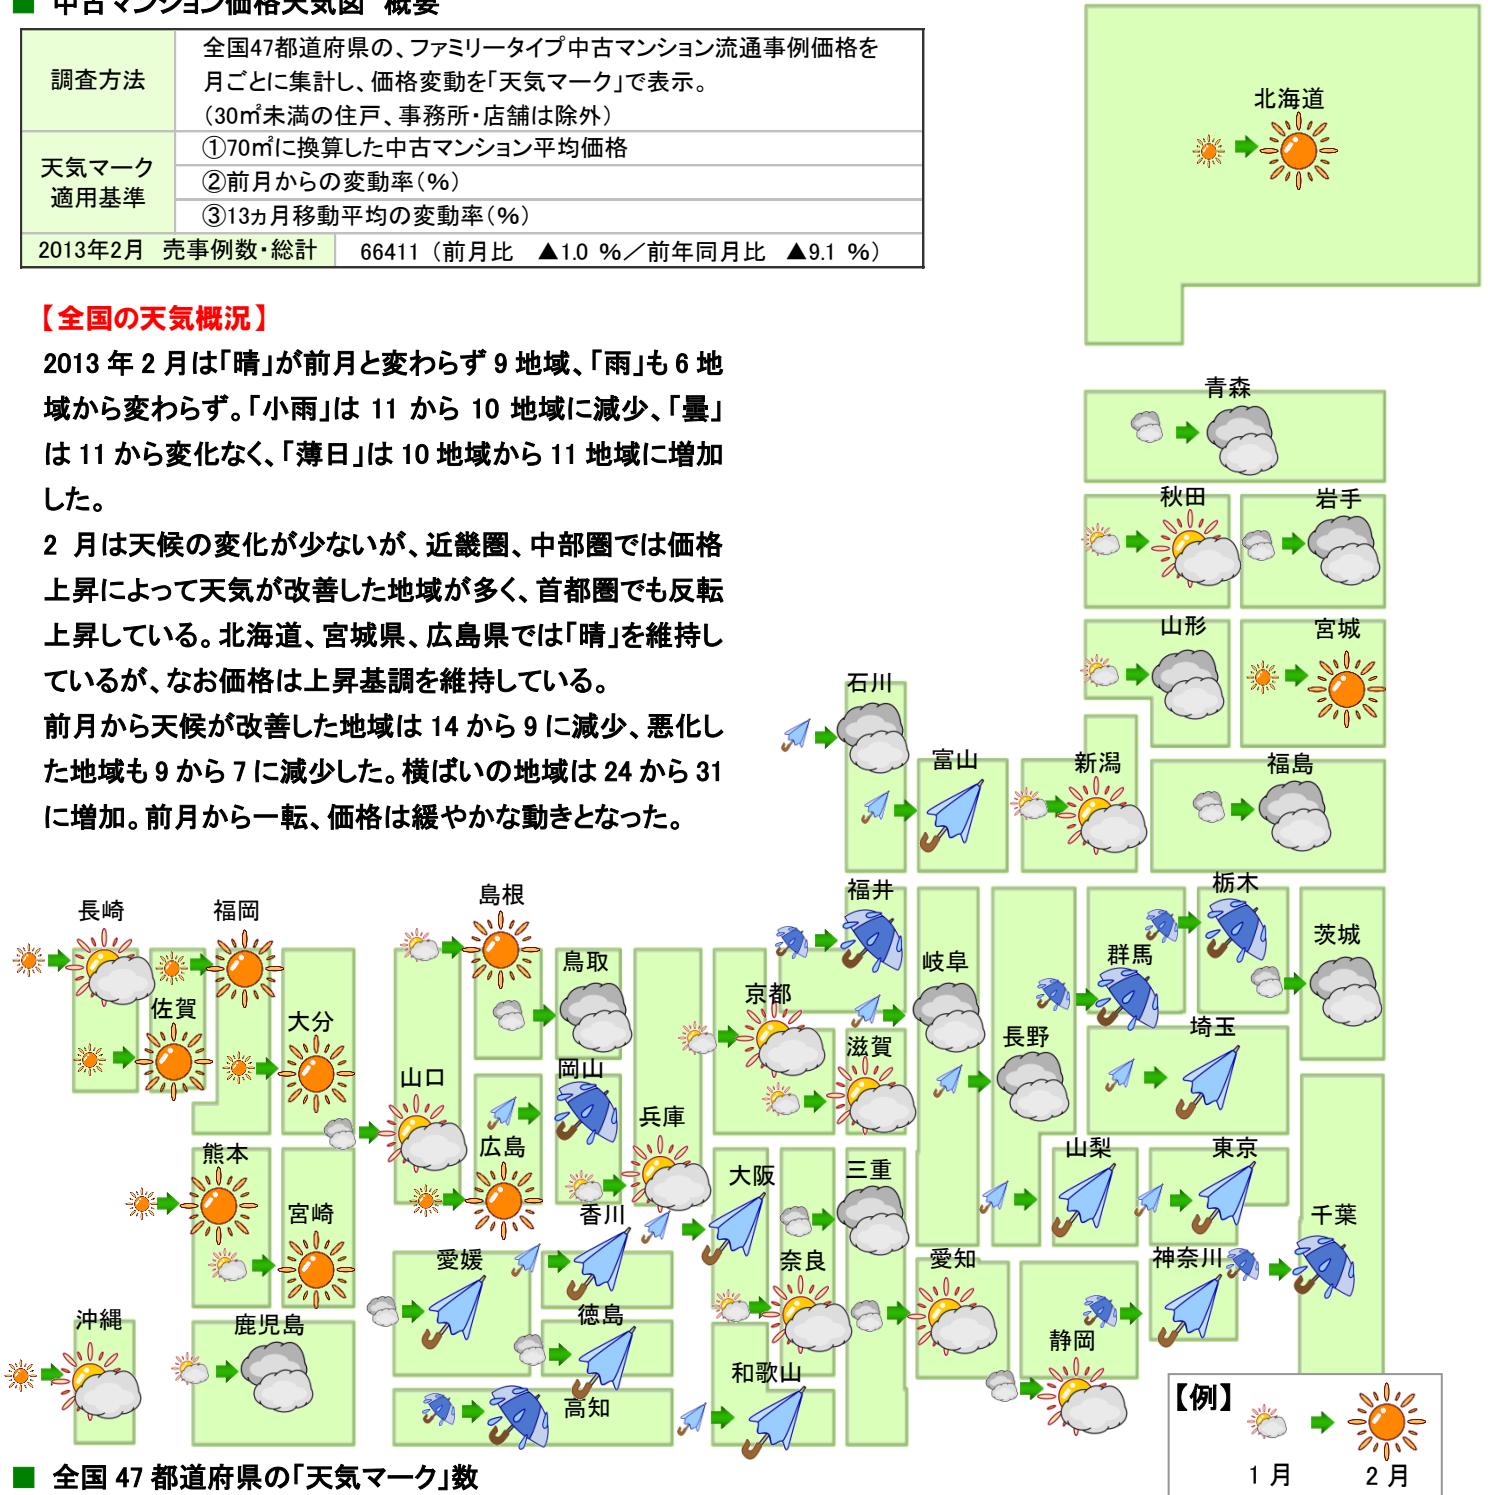 ■ 中古マンション価格天気図 概要
調査方法
全国47都道府県の、ファミリータイプ中古マンション流通事例価格を
月ごとに集計し、価格変動を「天気マーク」で表示。
（30㎡未満の住戸、事務所・店舗は除外）
天気マーク
適用基準
①70㎡に換算した中古マンション平均価格
②前月からの変動率（％）
③13ヵ月移動平均の変動率（％）
2013年2月 売事例数・総計
66411（前月比 ▲1.0 ％／前年同月比 ▲9.1 ％）
【全国の天気概況】
2013 年 2 月は「晴」が前月と変わらず 9 地域、「雨」も 6 地
域から変わらず。「小雨」は 11 から 10 地域に減少、「曇」
は 11 から変化なく、「薄日」は 10 地域から 11 地域に増加
した。
2 月は天候の変化が少ないが、近畿圏、中部圏では価格
上昇によって天気が改善した地域が多く、首都圏でも反転
上昇している。北海道、宮城県、広島県では「晴」を維持し
ているが、なお価格は上昇基調を維持している。
前月から天候が改善した地域は 14 から 9 に減少、悪化し
た地域も 9 から 7 に減少した。横ばいの地域は 24 から 31
に増加。前月から一転、価格は緩やかな動きとなった。
北海道
青森
秋田
岩手
山形
宮城
石川
富山
新潟
福島
福井
栃木
茨城
群馬
岐阜
埼玉
長野
島根
長崎
福岡
鳥取
京都
佐賀
大分
滋賀
岡山
山口
兵庫
広島
熊本
大阪
三重
山梨
東京
宮崎
香川
千葉
愛媛
奈良
愛知
神奈川
沖縄
鹿児島
徳島
静岡
和歌山
高知
【例】
1 月
2 月
■ 全国 47 都道府県の「天気マーク」数